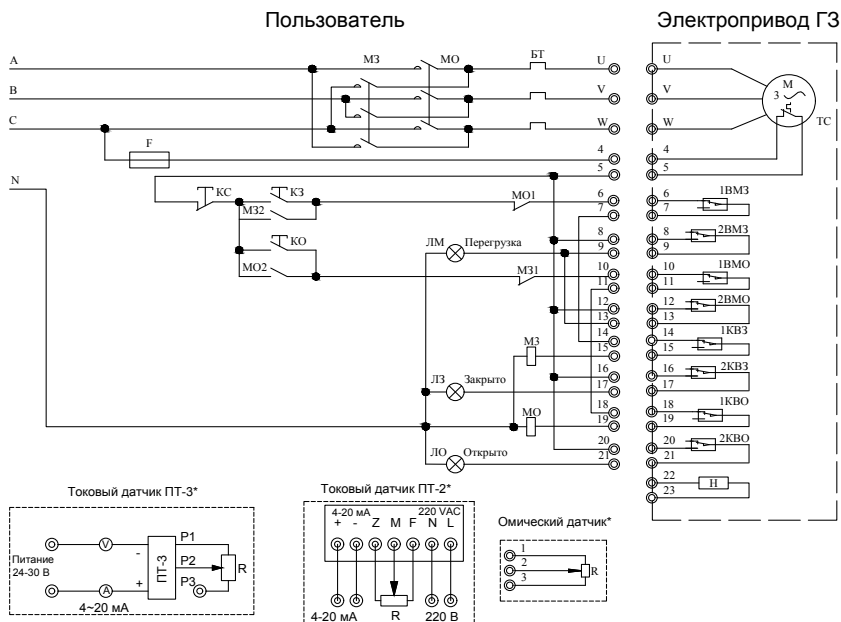 Пользователь
Электропривод ГЗ
A
B
C
N
МЗ
МО
БТ
F
U
V
W
4
5
6
7
8
9
10
11
12
13
14
15
16
17
18
19
20
21
КС
КЗ
МЗ2
КО
МО2
МО1
МЗ1
ЛМ
Перегрузка
МЗ
ЛЗ
Закрыто
МО
ЛО
Открыто
U
V
W
М
3
ТС
4
5
6
7
1ВМЗ
8
9
2ВМЗ
10
11
1ВМО
12
13
2ВМО
14
15
1КВЗ
16
17
2КВЗ
18
19
1КВО
20
21
2КВО
22
23
Н
Токовый датчик ПТ-3*
Питание
24-30 В
V
A
-
+
ПТ-3
P1
P2
P3
R
4~20 мА
Токовый датчик ПТ-2*
4-20 мА 220 VAC
+ - Z M F N L
4-20 мА R 220 В
Омический датчик*
1
2
3
R